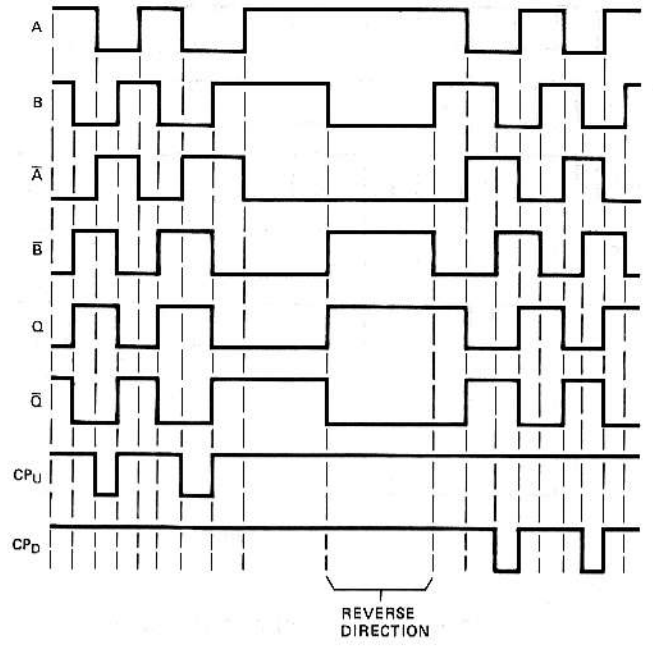 A
B
A̅
B̅
Q
Q̅
CPU
CPD
REVERSE
DIRECTION